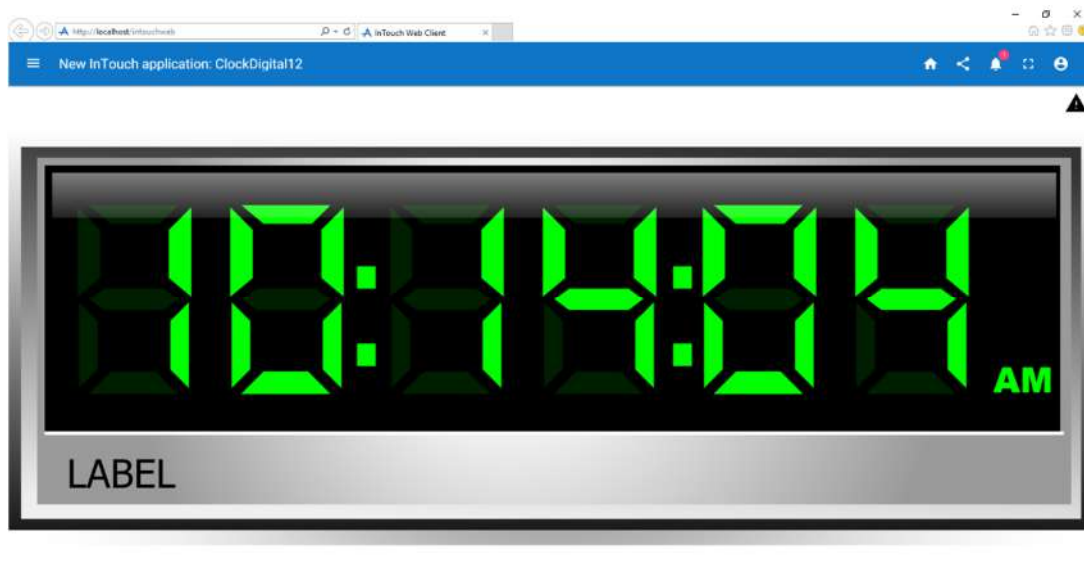 http://localhost/intouchweb
InTouch Web Client
New InTouch application: ClockDigital12
10:14:04
AM
LABEL